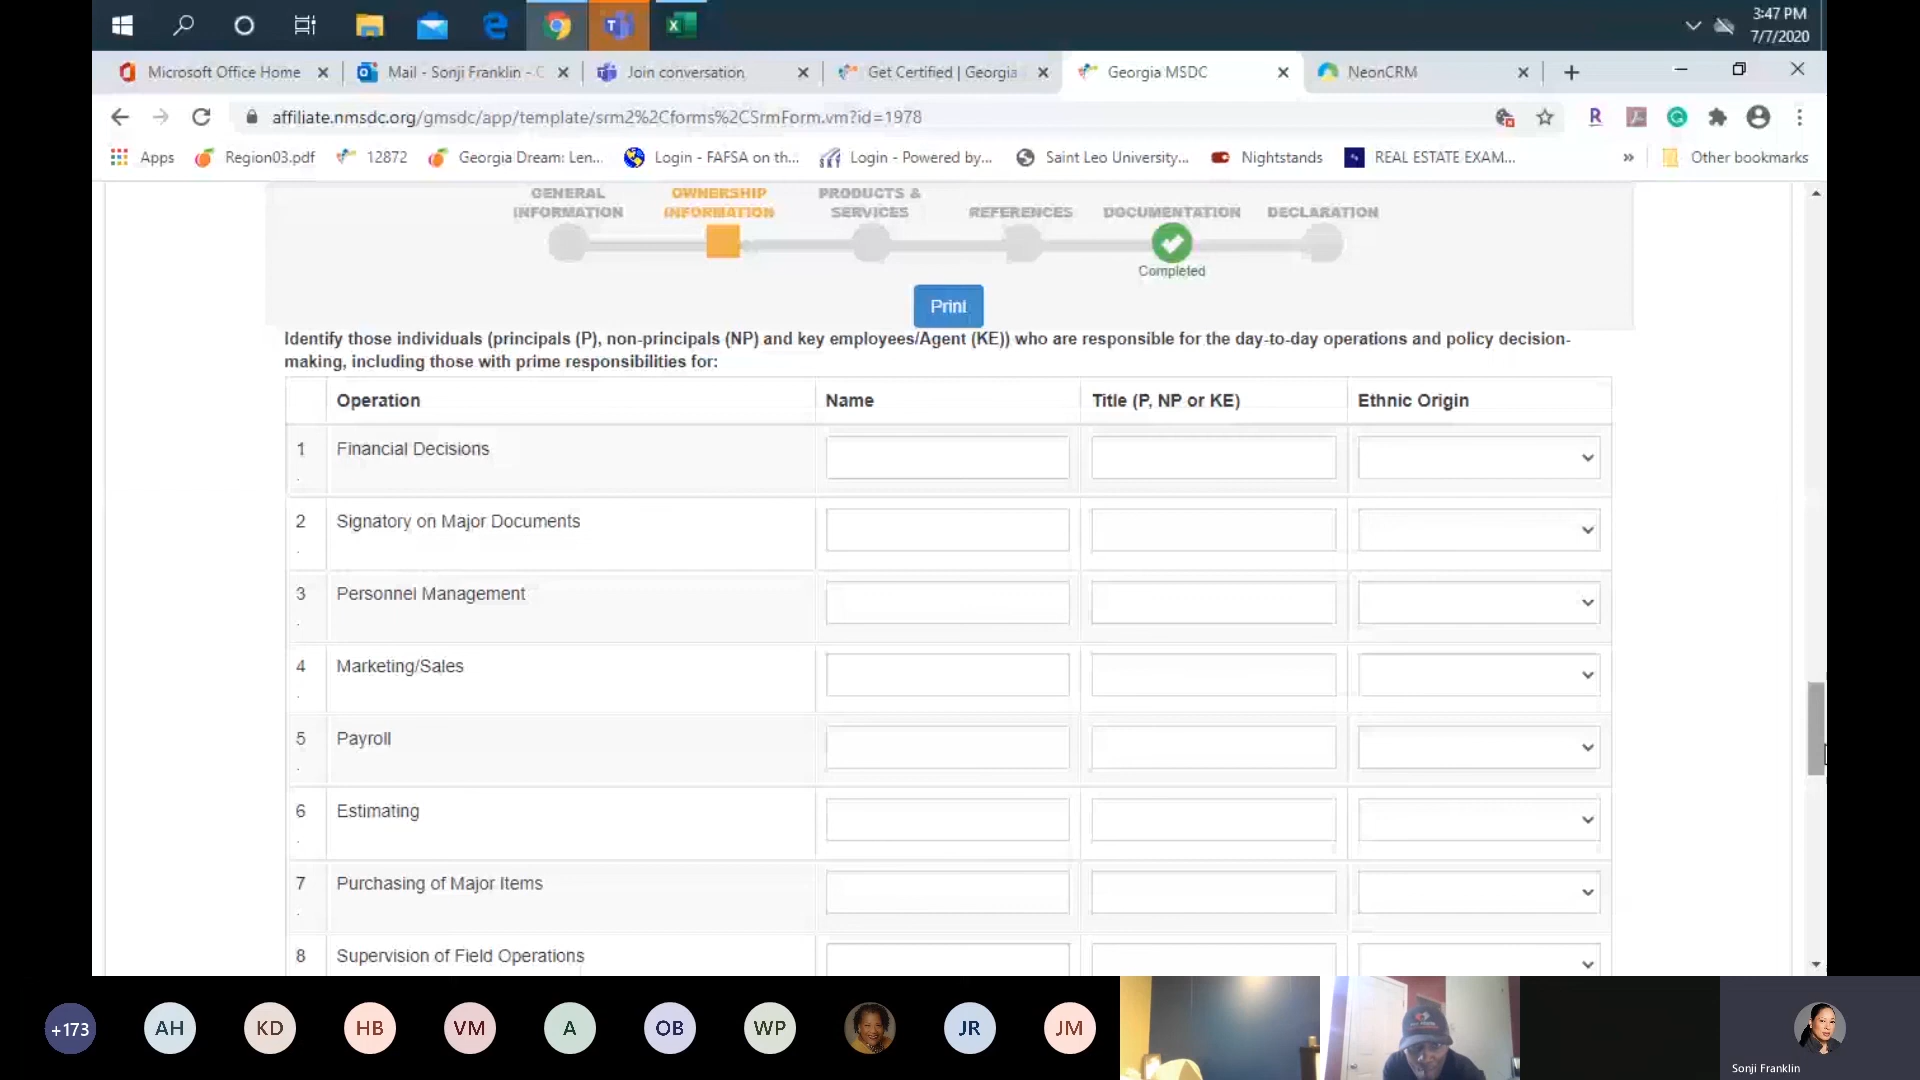 3:47 PM
7/7/2020
Microsoft Office Home
Mail - Sonji Franklin - C
Join conversation
Get Certified | Georgia
Georgia MSDC
NeonCRM
affiliate.nmsdc.org/gmsdc/app/template/srm2%2Cforms%2CSrmForm.vm?id=1978
Apps
Region03.pdf
12872
Georgia Dream: Len...
Login - FAFSA on th...
Login - Powered by...
Saint Leo University...
Nightstands
REAL ESTATE EXAM...
Other bookmarks
GENERAL INFORMATION
OWNERSHIP INFORMATION
PRODUCTS & SERVICES
REFERENCES
DOCUMENTATION
DECLARATION
Completed
Print
Identify those individuals (principals (P), non-principals (NP) and key employees/Agent (KE)) who are responsible for the day-to-day operations and policy decision-
making, including those with prime responsibilities for:
Operation Name Title (P, NP or KE) Ethnic Origin
1. Financial Decisions
2. Signatory on Major Documents
3. Personnel Management
4. Marketing/Sales
5. Payroll
6. Estimating
7. Purchasing of Major Items
8 Supervision of Field Operations
+173 AH KD HB VM A OB WP JR JM
Sonji Franklin